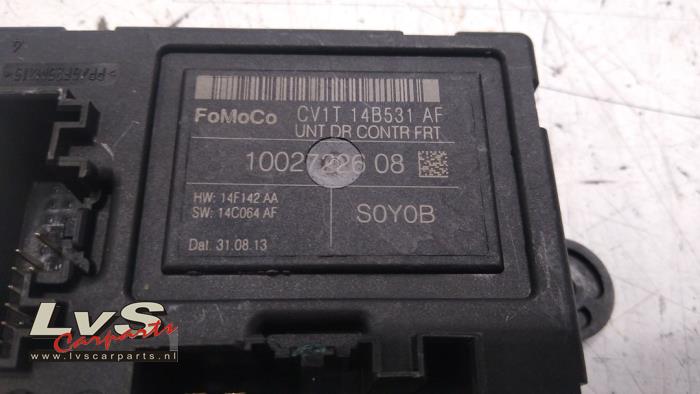 4
FoMoCo
CV1T 14B531 AF
UNT DR CONTR FRT
10027226 08
HW: 14F142 AA
SW: 14C064 AF
S0Y0B
Dat. 31.08.13
LvS
Carparts
www.lvscarparts.nl